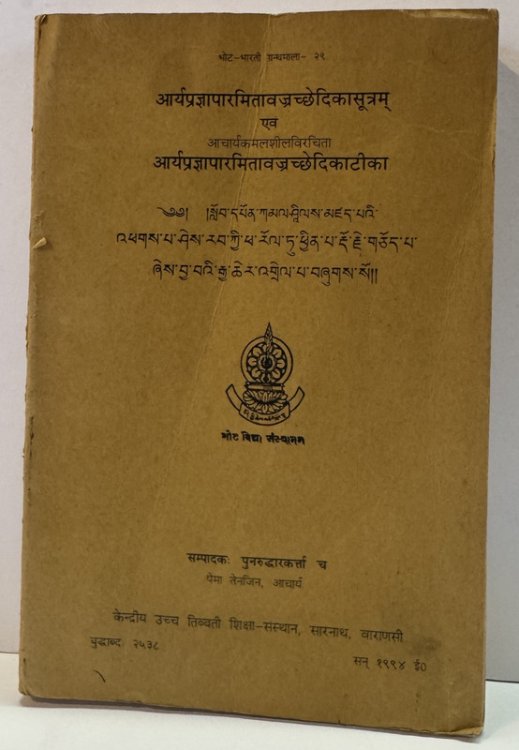 भोट-भारती ग्रन्थमाला- २९
आर्यप्रज्ञापारमितावज्रच्छेदिकासूत्रम्
एवं
आचार्यकमलशीलविरचिता
आर्यप्रज्ञापारमितावज्रच्छेदिकाटीका
༄༅། །སློབ་དཔོན་ཀམལཤཱིལས་མཛད་པའི་
འཕགས་པ་ཤེས་རབ་ཀྱི་ཕ་རོལ་ཏུ་ཕྱིན་པ་རྡོ་རྗེ་གཅོད་པ་
ཞེས་བྱ་བའི་རྒྱ་ཆེར་འགྲེལ་པ་བཞུགས་སོ།།
भोट विद्या संस्थानम
सम्पादकः पुनरुद्धारकर्त्ता च
पेमा तेनजिन, आचार्य
केन्द्रीय उच्च तिब्बती शिक्षा-संस्थान, सारनाथ, वाराणसी
बुद्धाब्दः २५३८
सन् १९९४ ई०